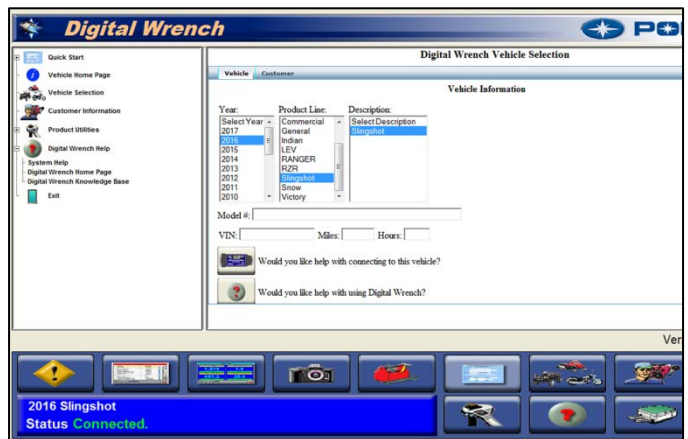 Digital Wrench
Quick Start
Vehicle Home Page
Vehicle Selection
Customer Information
Product Utilities
Digital Wrench Help
System Help
Digital Wrench Home Page
Digital Wrench Knowledge Base
Exit
Digital Wrench Vehicle Selection
Vehicle Customer
Vehicle Information
Year: Product Line: Description:
Select Year Commercial Select Description
2017 General Slingshot
2016 Indian
2015 LEV
2014 RANGER
2013 RZR
2012 Slingshot
2011 Snow
2010 Victory
Model #:
VIN: Miles: Hours:
Would you like help with connecting to this vehicle?
Would you like help with using Digital Wrench?
Ver
2016 Slingshot
Status Connected.